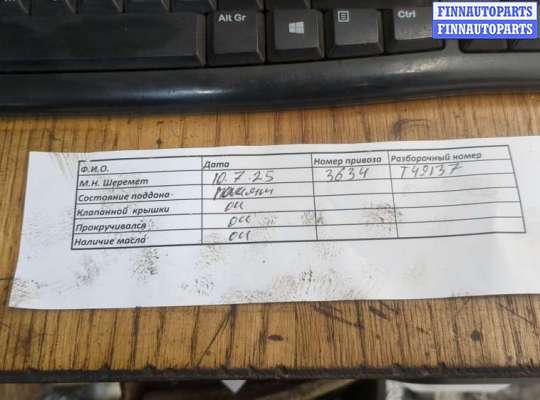 FINNAUTOPARTS
FINNAUTOPARTS
Alt Gr Ctrl
Ф.И.О. Дата Номер привоза Разборочный номер
М.Н. Шеремет 10.7.25 3634 T49137
Состояние поддона
Клапанной крышки ок
Прокручивался ок
Наличие масла ок